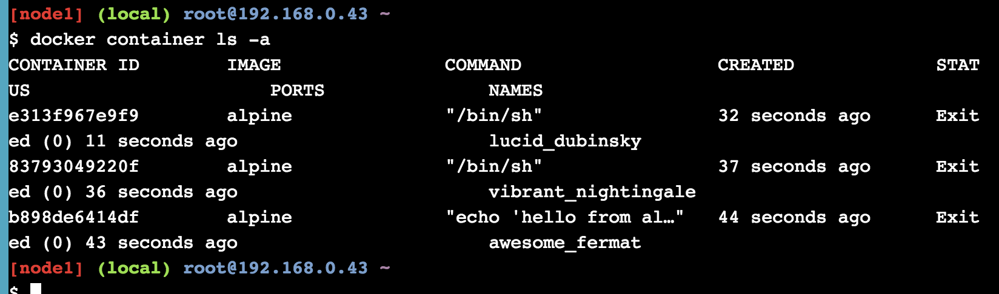 [node1] (local) root@192.168.0.43 ~
$ docker container ls -a
CONTAINER ID        IMAGE               COMMAND                  CREATED             STAT
US                      PORTS               NAMES
e313f967e9f9        alpine              "/bin/sh"                32 seconds ago      Exit
ed (0) 11 seconds ago                       lucid_dubinsky
83793049220f        alpine              "/bin/sh"                37 seconds ago      Exit
ed (0) 36 seconds ago                       vibrant_nightingale
b898de6414df        alpine              "echo 'hello from al…"   44 seconds ago      Exit
ed (0) 43 seconds ago                       awesome_fermat
[node1] (local) root@192.168.0.43 ~
$